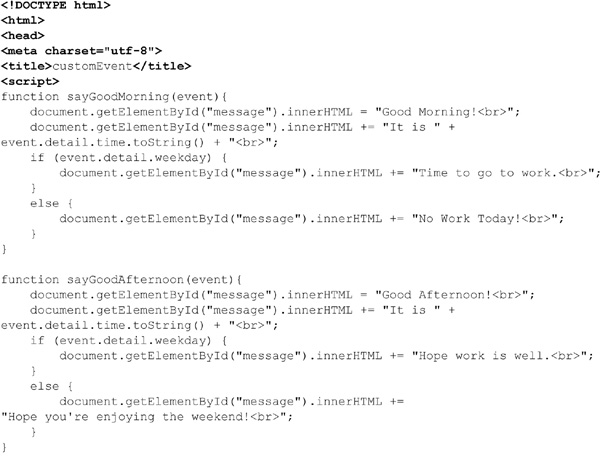 <!DOCTYPE html>
<html>
<head>
<meta charset="utf-8">
<title>customEvent</title>
<script>
function sayGoodMorning(event){
    document.getElementById("message").innerHTML = "Good Morning!<br>";
    document.getElementById("message").innerHTML += "It is " +
event.detail.time.toString() + "<br>";
    if (event.detail.weekday) {
        document.getElementById("message").innerHTML += "Time to go to work.<br>";
    }
    else {
        document.getElementById("message").innerHTML += "No Work Today!<br>";
    }
}

function sayGoodAfternoon(event){
    document.getElementById("message").innerHTML = "Good Afternoon!<br>";
    document.getElementById("message").innerHTML += "It is " +
event.detail.time.toString() + "<br>";
    if (event.detail.weekday) {
        document.getElementById("message").innerHTML += "Hope work is well.<br>";
    }
    else {
        document.getElementById("message").innerHTML +=
"Hope you're enjoying the weekend!<br>";
    }
}